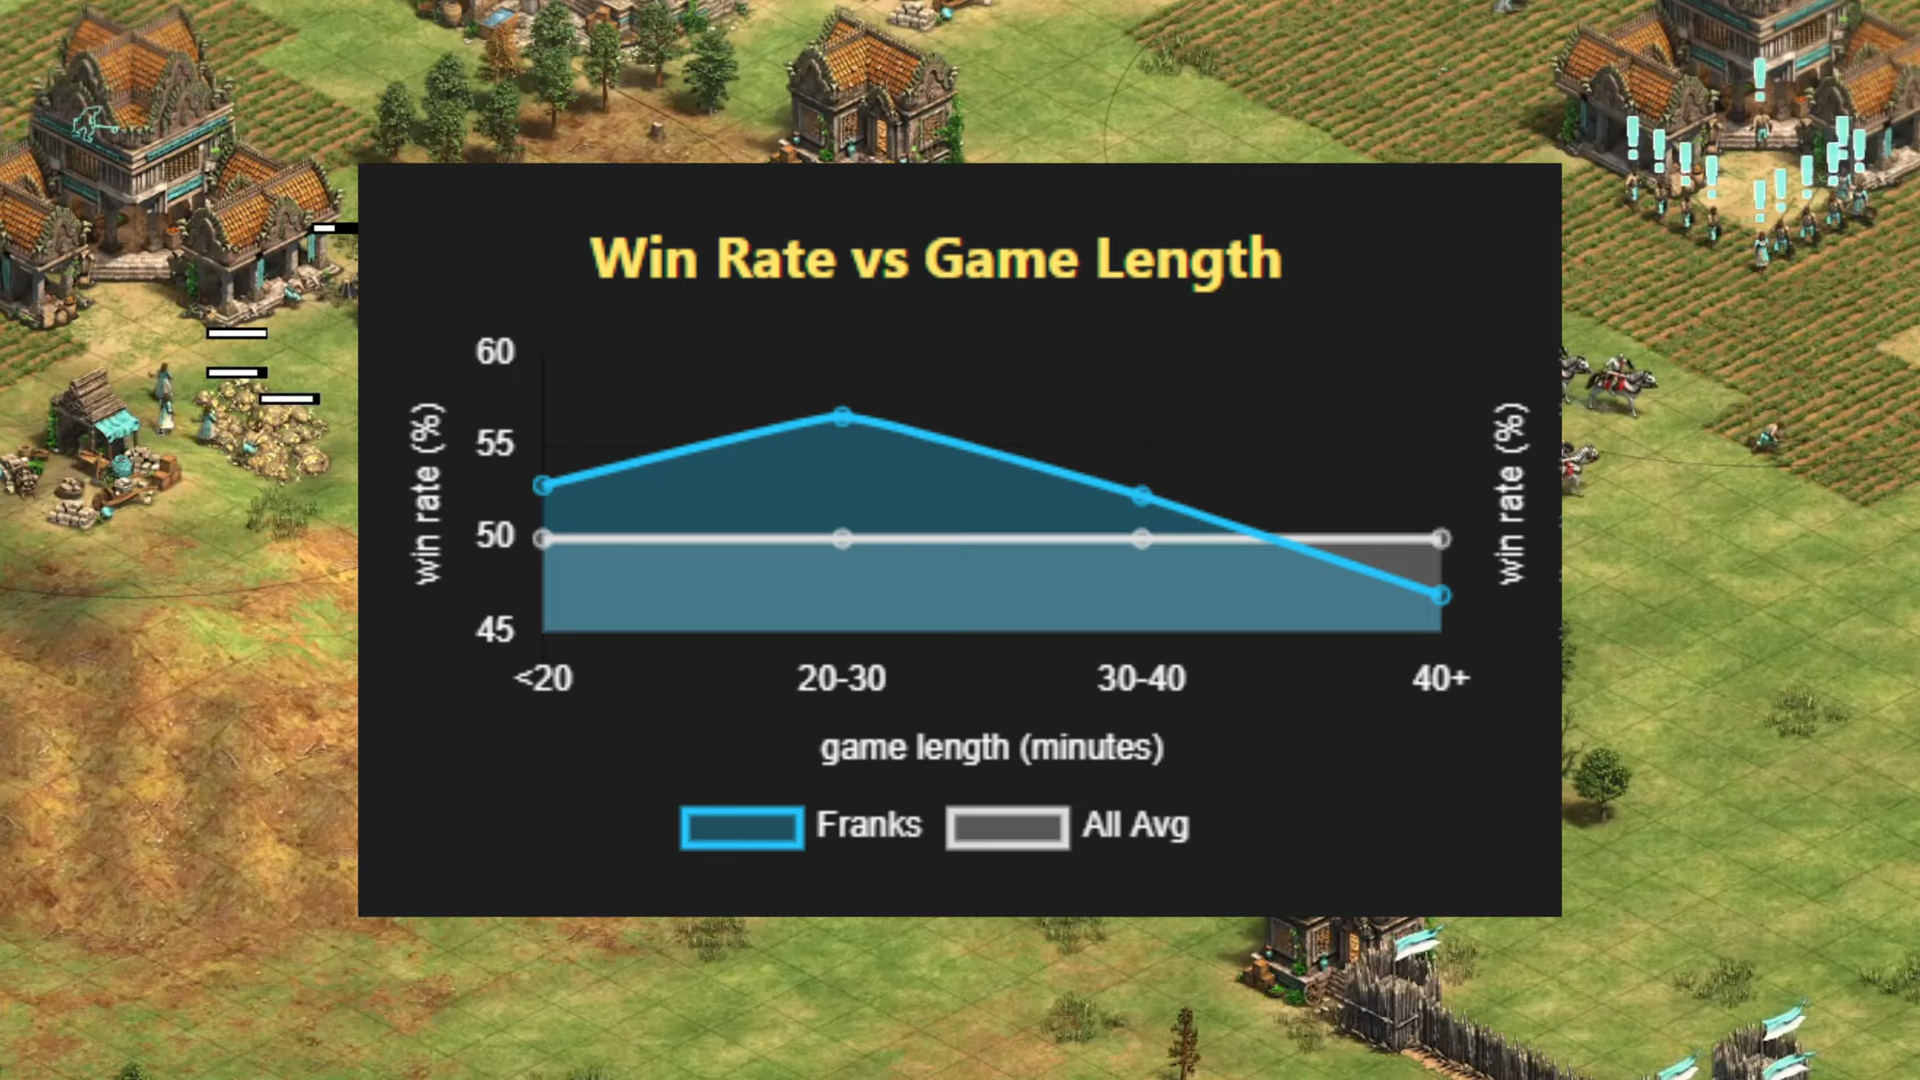 Win Rate vs Game Length
60
55
50
45
win rate (%)
win rate (%)
<20 20-30 30-40 40+
game length (minutes)
Franks All Avg